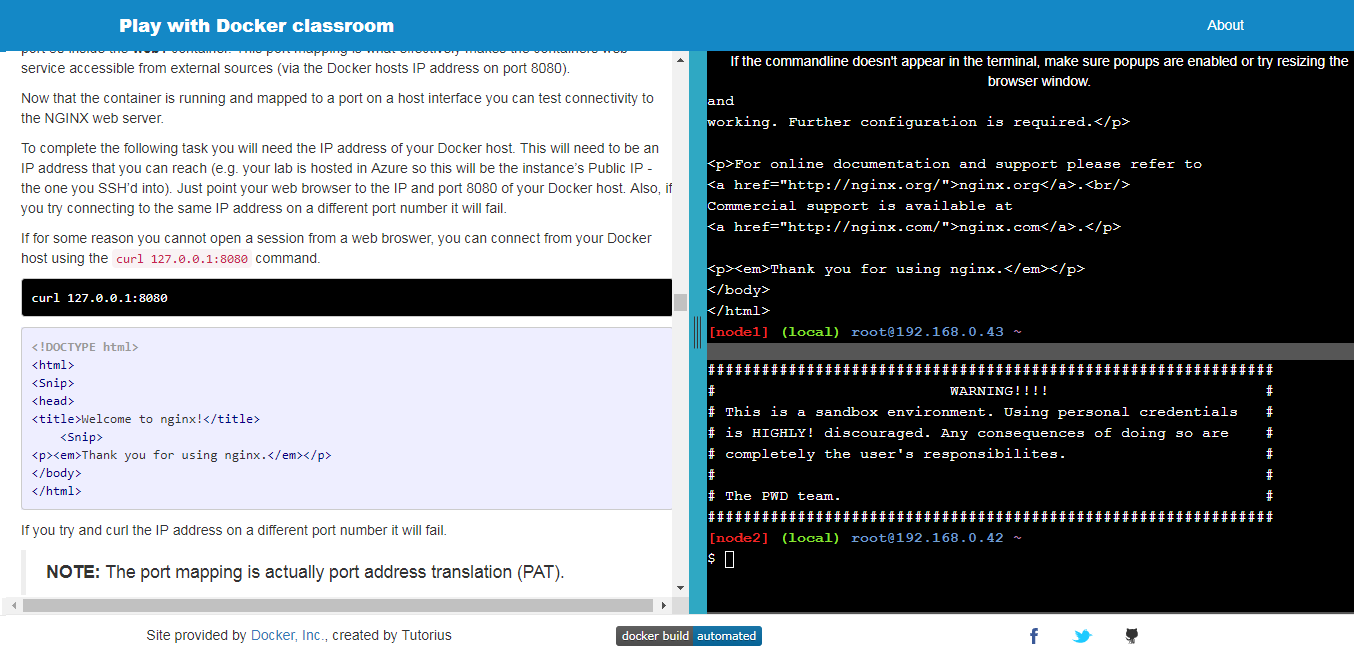 Play with Docker classroom
About
service accessible from external sources (via the Docker hosts IP address on port 8080).
Now that the container is running and mapped to a port on a host interface you can test connectivity to
the NGINX web server.
To complete the following task you will need the IP address of your Docker host. This will need to be an
IP address that you can reach (e.g. your lab is hosted in Azure so this will be the instance’s Public IP -
the one you SSH’d into). Just point your web browser to the IP and port 8080 of your Docker host. Also, if
you try connecting to the same IP address on a different port number it will fail.
If for some reason you cannot open a session from a web broswer, you can connect from your Docker
host using the curl 127.0.0.1:8080 command.
curl 127.0.0.1:8080
<!DOCTYPE html>
<html>
<Snip>
<head>
<title>Welcome to nginx!</title>
<Snip>
<p><em>Thank you for using nginx.</em></p>
</body>
</html>
If you try and curl the IP address on a different port number it will fail.
NOTE: The port mapping is actually port address translation (PAT).
If the commandline doesn't appear in the terminal, make sure popups are enabled or try resizing the
browser window.
and
working. Further configuration is required.</p>
<p>For online documentation and support please refer to
<a href="http://nginx.org/">nginx.org</a>.<br/>
Commercial support is available at
<a href="http://nginx.com/">nginx.com</a>.</p>
<p><em>Thank you for using nginx.</em></p>
</body>
</html>
[node1] (local) root@192.168.0.43 ~
###############################################################
# WARNING!!!! #
# This is a sandbox environment. Using personal credentials #
# is HIGHLY! discouraged. Any consequences of doing so are #
# completely the user's responsibilites. #
# #
# The PWD team. #
###############################################################
[node2] (local) root@192.168.0.42 ~
$
Site provided by Docker, Inc., created by Tutorius
docker build automated